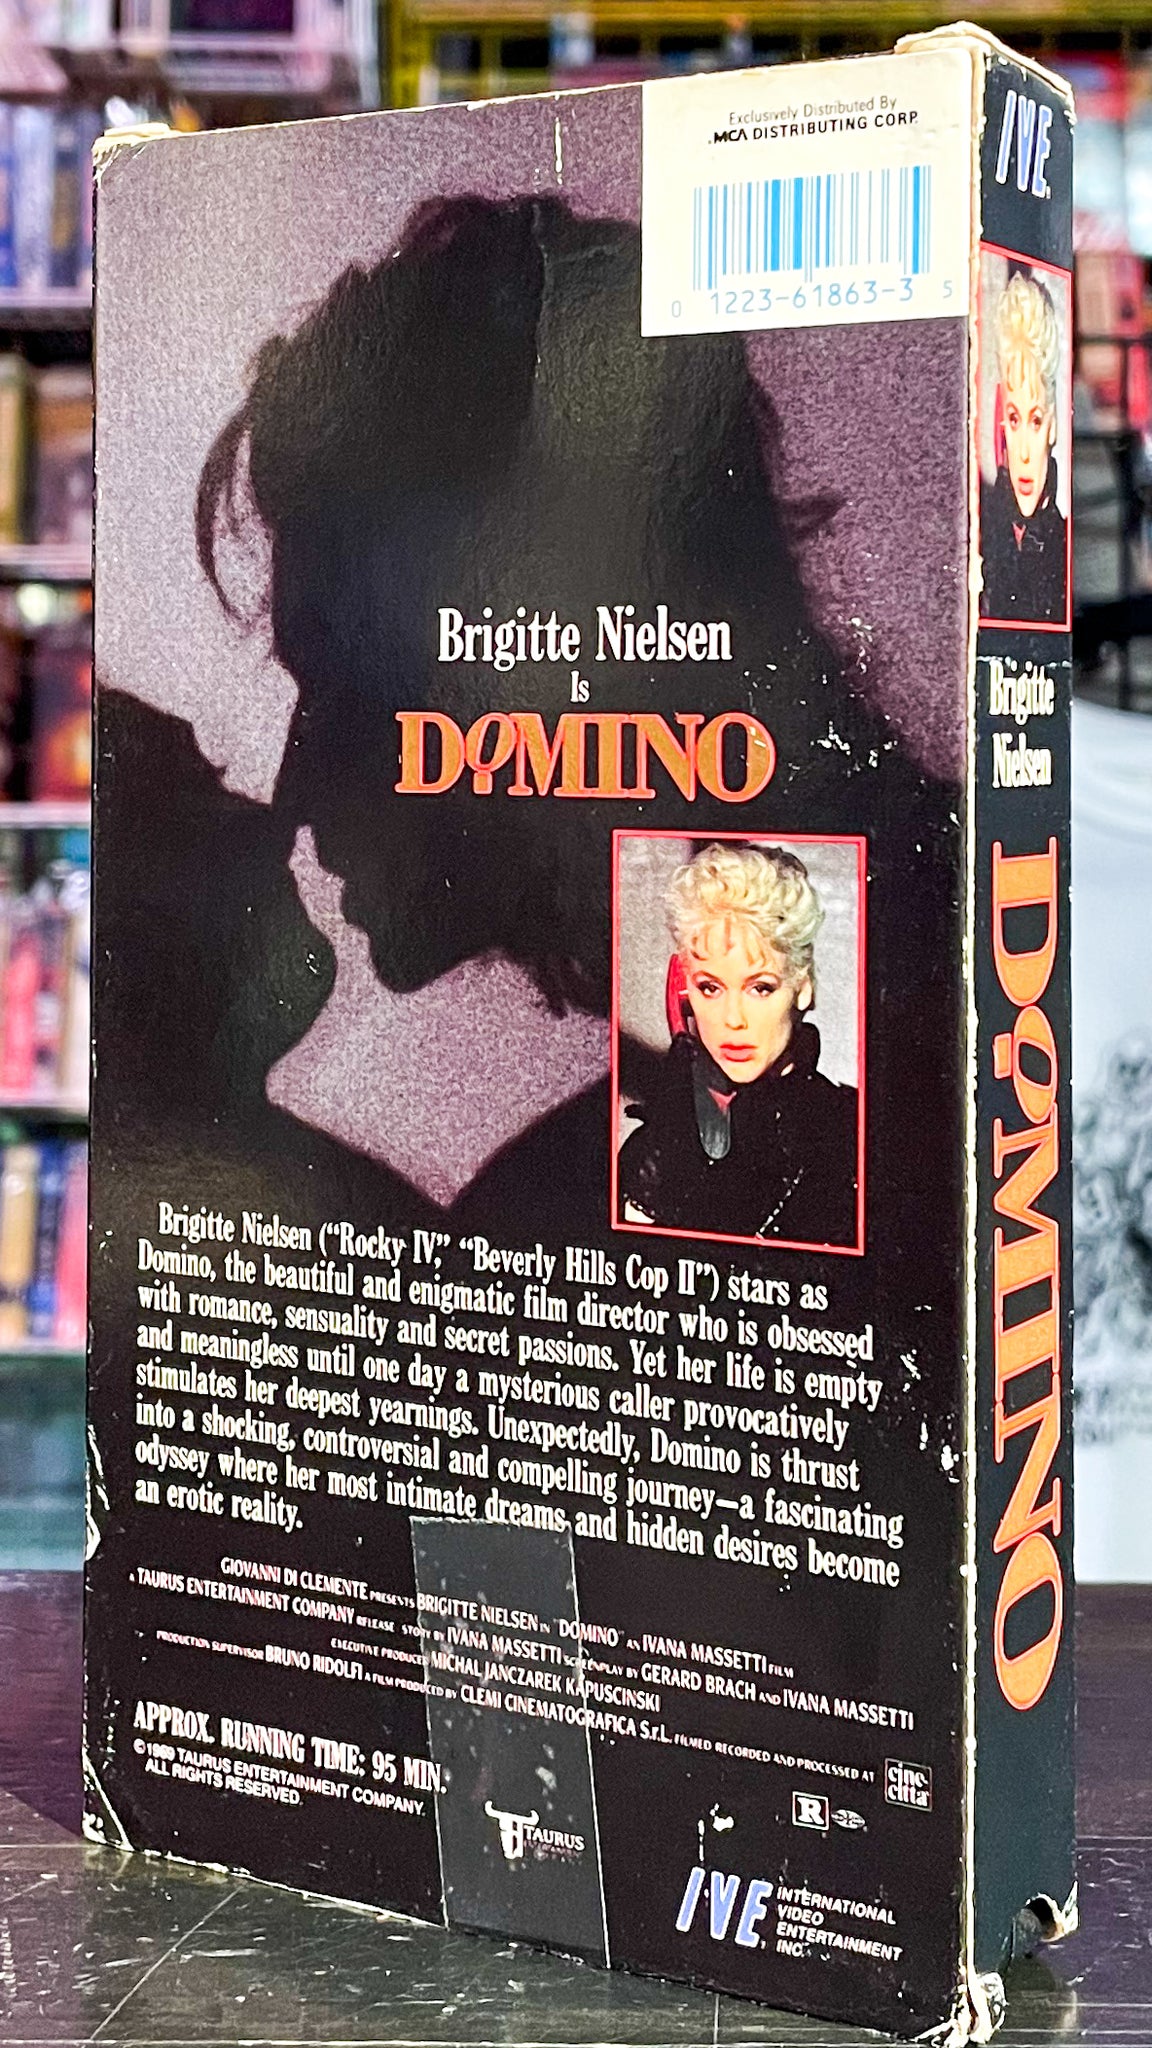 Exclusively Distributed By
MCA DISTRIBUTING CORP.
0 1223-61863-3 5
Brigitte Nielsen
Is
DOMINO
Brigitte Nielsen (“Rocky IV,” “Beverly Hills Cop II”) stars as
Domino, the beautiful and enigmatic film director who is obsessed
with romance, sensuality and secret passions. Yet her life is empty
and meaningless until one day a mysterious caller provocatively
stimulates her deepest yearnings. Unexpectedly, Domino is thrust
into a shocking, controversial and compelling journey—a fascinating
odyssey where her most intimate dreams and hidden desires become
an erotic reality.
GIOVANNI DI CLEMENTE PRESENTS BRIGITTE NIELSEN IN "DOMINO" AN IVANA MASSETTI FILM
A TAURUS ENTERTAINMENT COMPANY RELEASE STORY BY IVANA MASSETTI SCREENPLAY BY GERARD BRACH AND IVANA MASSETTI
EXECUTIVE PRODUCER MICHAL JANCZAREK KAPUSCINSKI
PRODUCTION SUPERVISOR BRUNO RIDOLFI A FILM PRODUCED BY CLEMI CINEMATOGRAFICA S.r.L. FILMED RECORDED AND PROCESSED AT
cine-
citta
APPROX. RUNNING TIME: 95 MIN.
©1989 TAURUS ENTERTAINMENT COMPANY.
ALL RIGHTS RESERVED.
TAURUS
R
IVE
INTERNATIONAL
VIDEO
ENTERTAINMENT
INC.
IVE
Brigitte
Nielsen
DOMINO